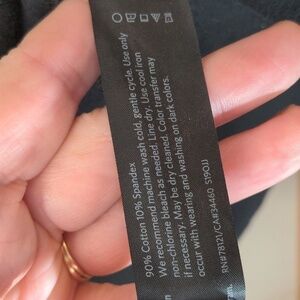 90% Cotton 10% Spandex
We recommend machine wash cold, gentle cycle. Use only
non-chlorine bleach as needed. Line dry. Use cool iron
if necessary. May be dry cleaned. Color transfer may
occur with wearing and washing on dark colors.
RN#78121/CA#34460 S190JJ